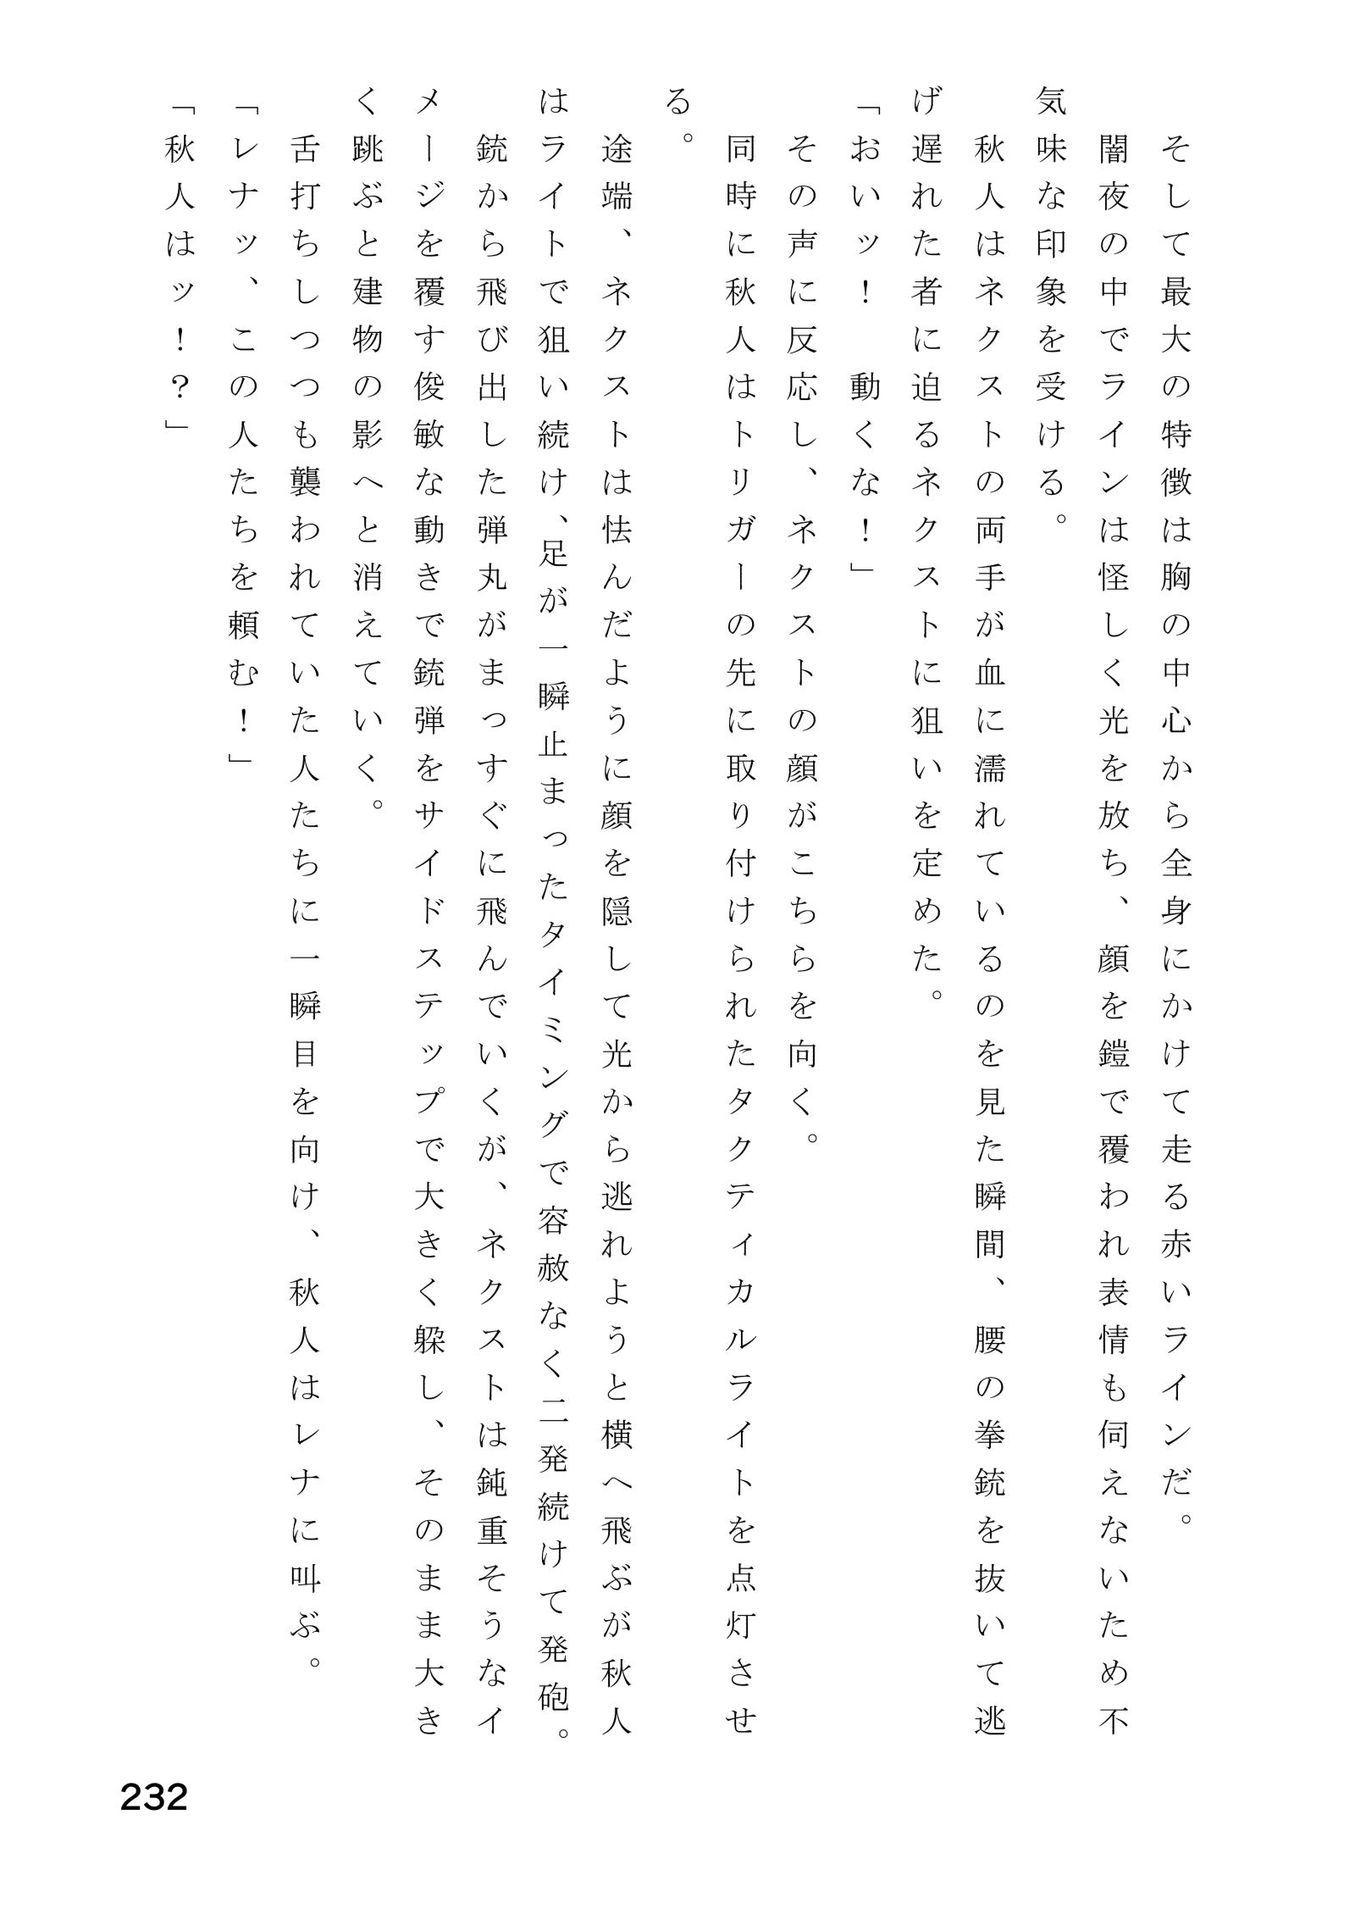 そして最大の特徴は胸の中心から全身にかけて走る赤いラインだ。
　闇夜の中でラインは怪しく光を放ち、顔を鎧で覆われ表情も伺えないため不
気味な印象を受ける。
　秋人はネクストの両手が血に濡れているのを見た瞬間、腰の拳銃を抜いて逃
げ遅れた者に迫るネクストに狙いを定めた。
「おいッ！　動くな！」
　その声に反応し、ネクストの顔がこちらを向く。
　同時に秋人はトリガーの先に取り付けられたタクティカルライトを点灯させ
る。
　途端、ネクストは怯んだように顔を隠して光から逃れようと横へ飛ぶが秋人
はライトで狙い続け、足が一瞬止まったタイミングで容赦なく二発続けて発砲。
　銃から飛び出した弾丸がまっすぐに飛んでいくが、ネクストは鈍重そうなイ
メージを覆す俊敏な動きで銃弾をサイドステップで大きく躱し、そのまま大き
く跳ぶと建物の影へと消えていく。
　舌打ちしつつも襲われていた人たちに一瞬目を向け、秋人はレナに叫ぶ。
「レナッ、この人たちを頼む！」
「秋人はッ！？」
232